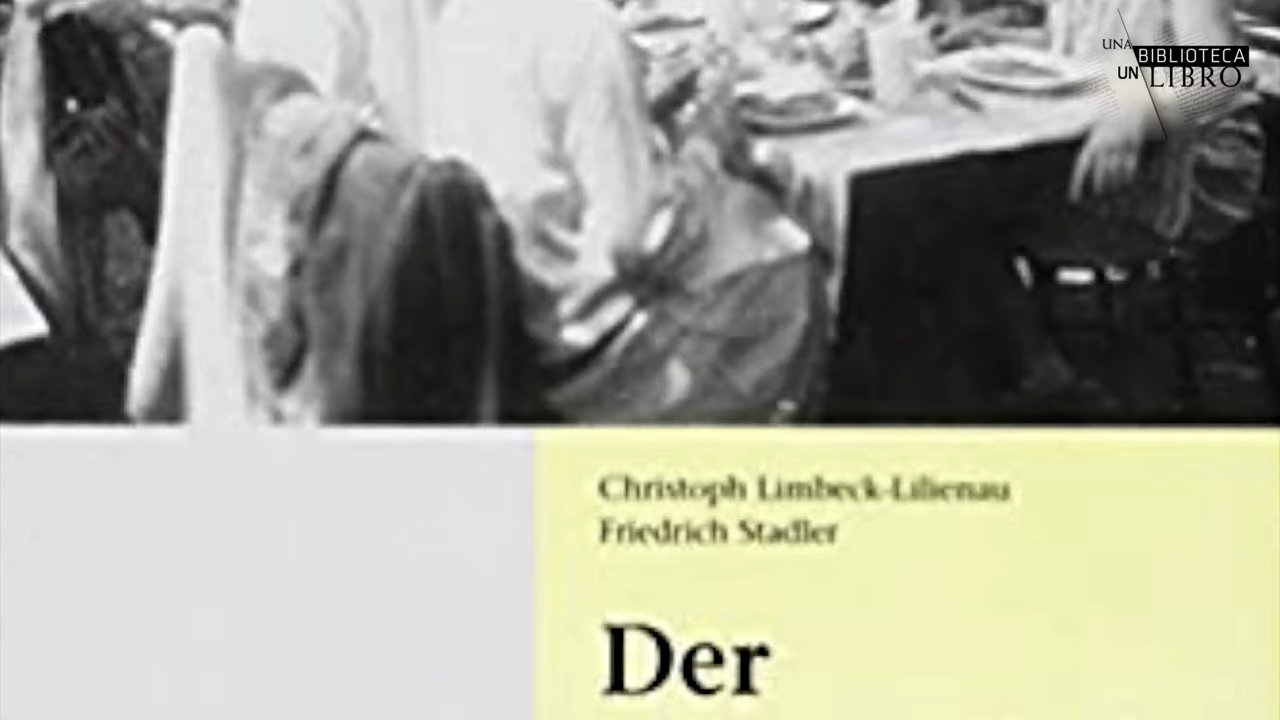 UNA
BIBLIOTECA
UN LIBRO
Christoph Limbeck-Lilienau
Friedrich Stadler
Der